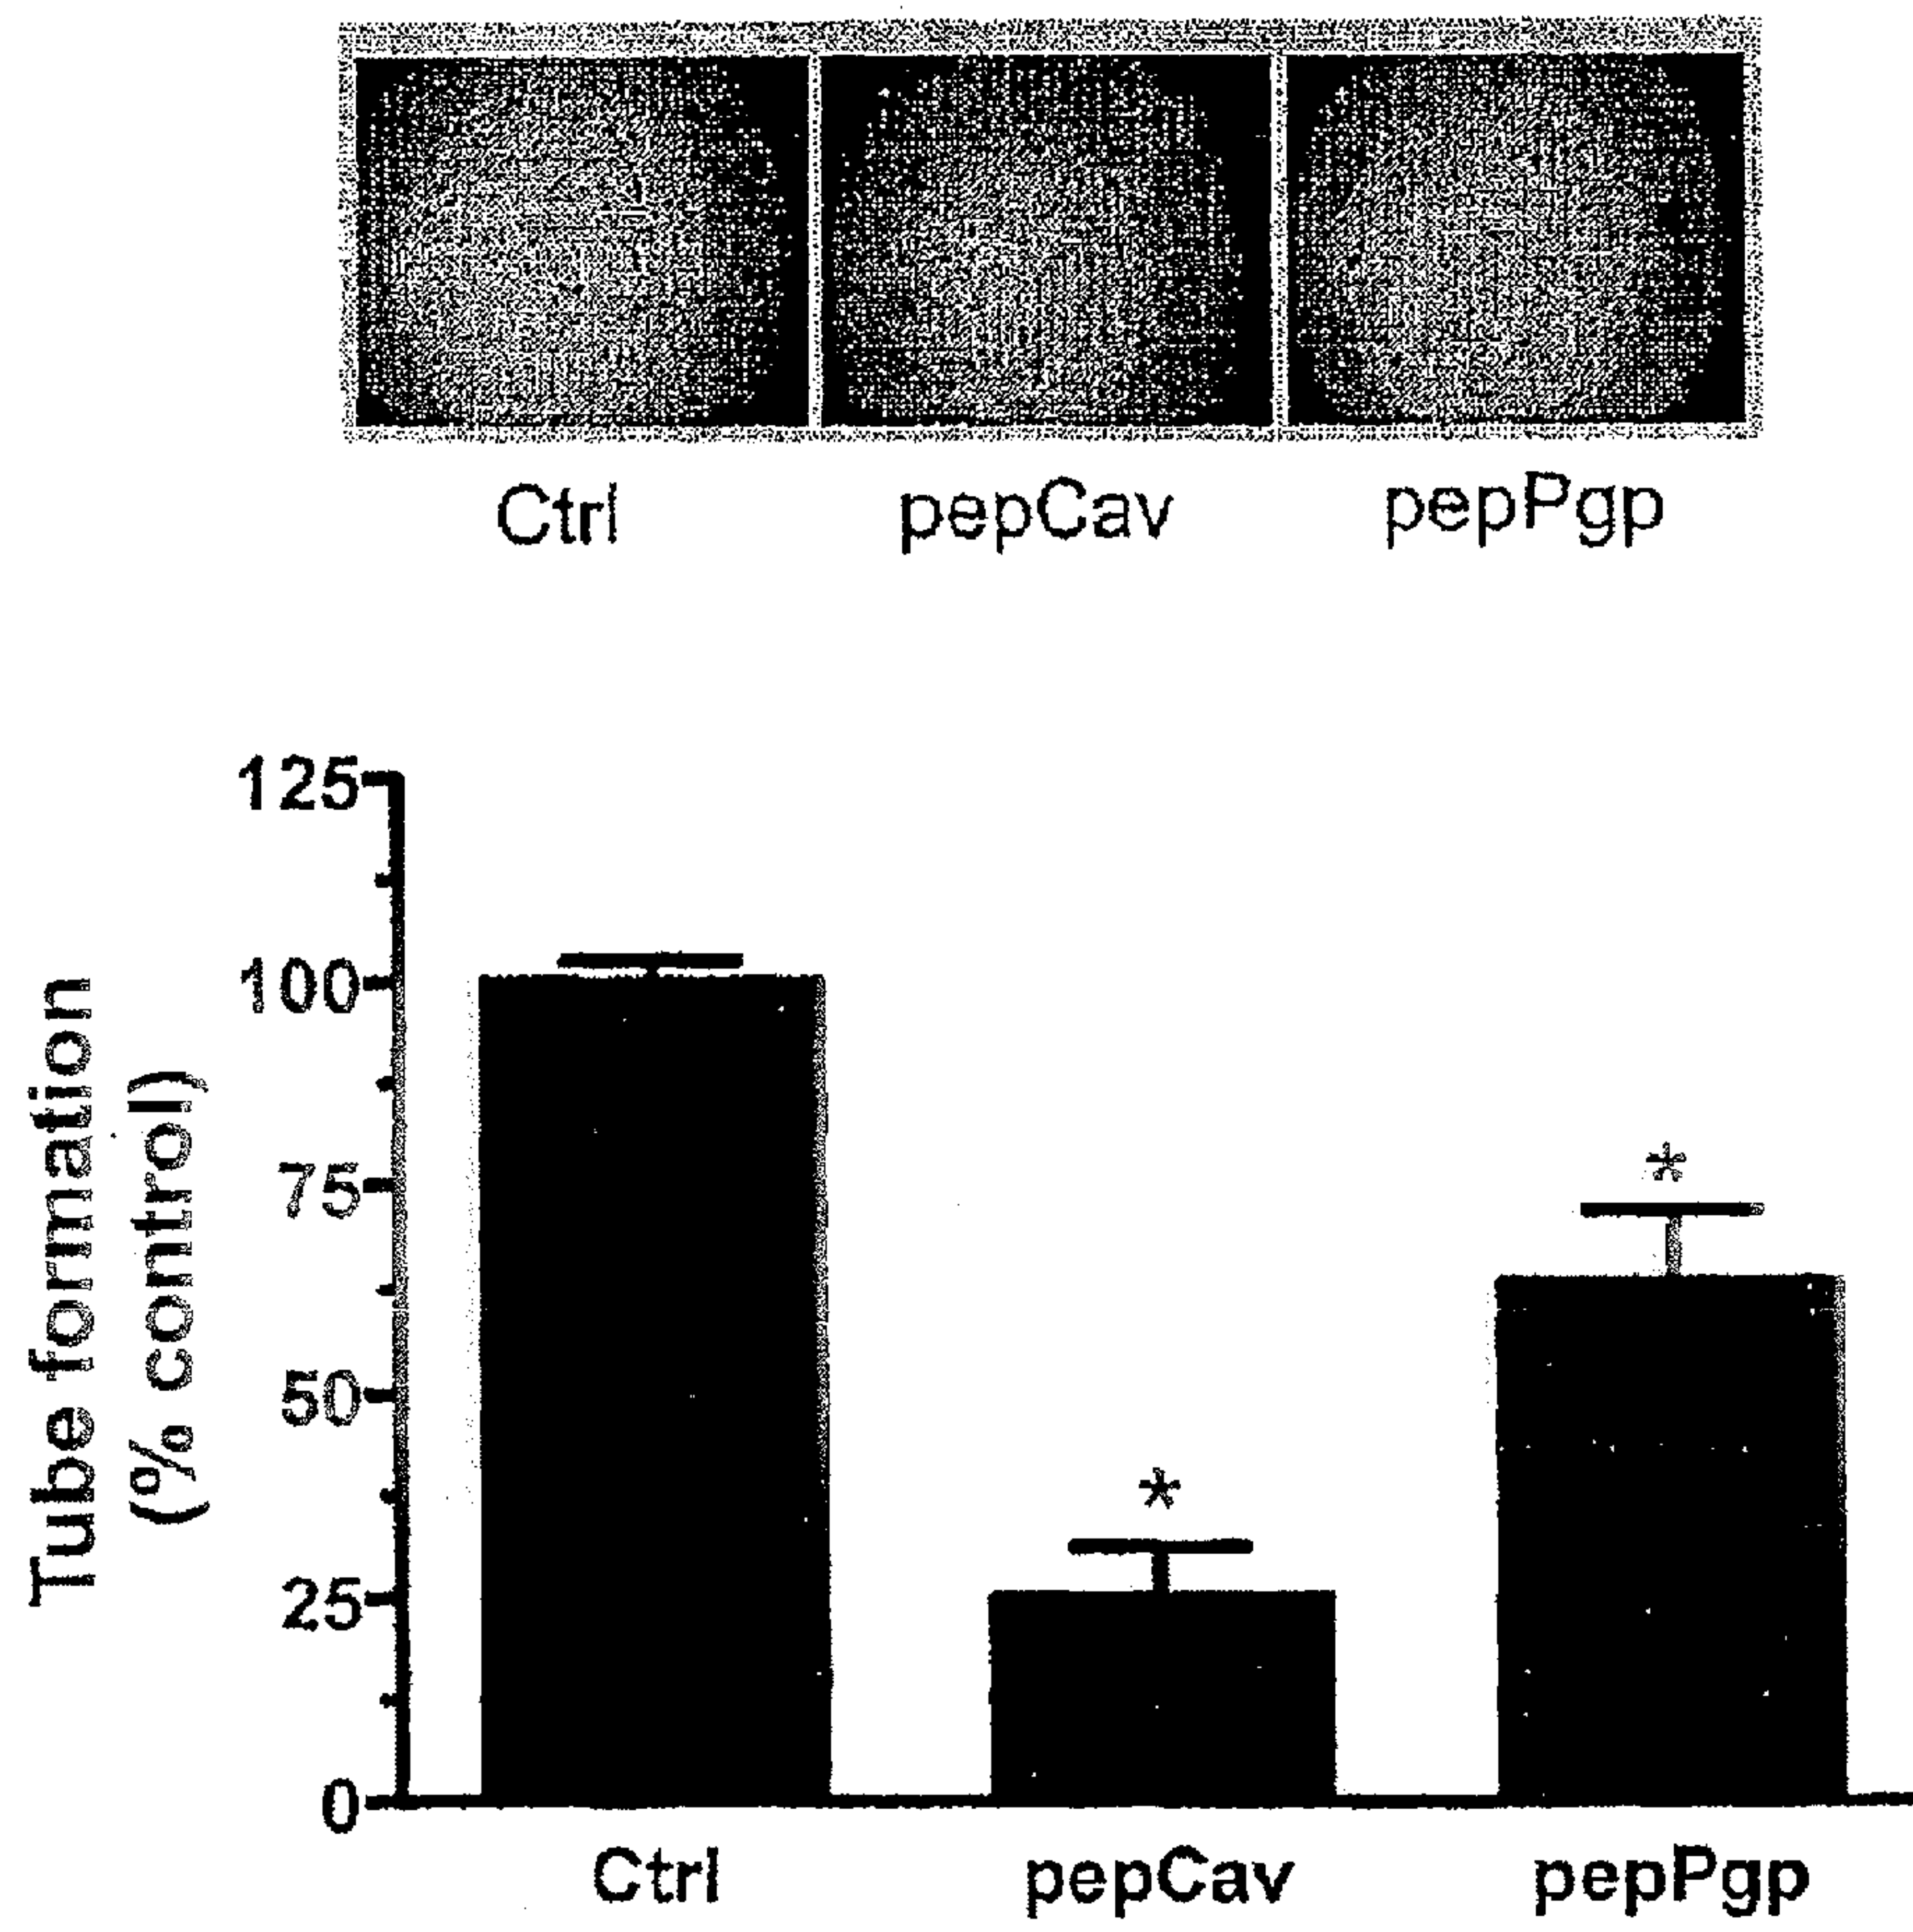 Ctrl pepCav pepPgp
Tube formation
(% control)
125
100
75
50
25
0
*
*
Ctrl pepCav pepPgp